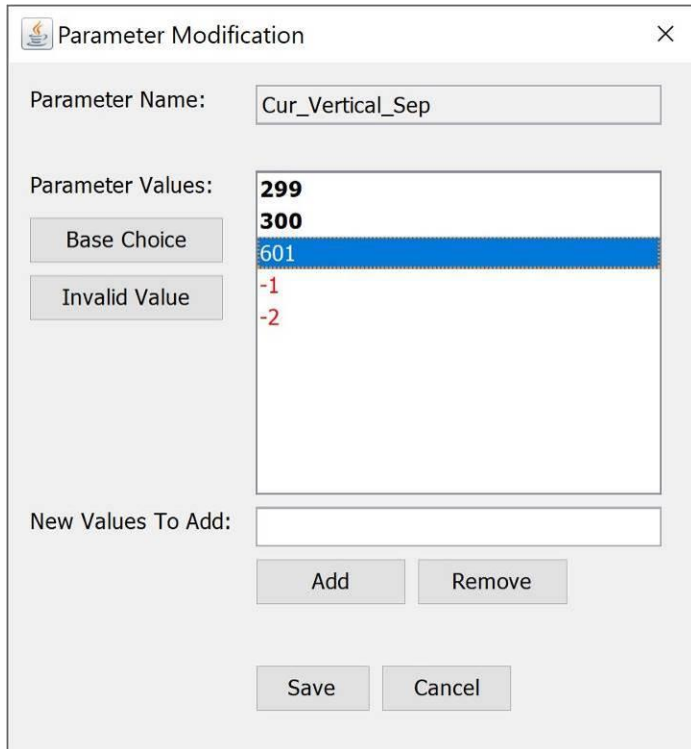 Parameter Modification
Parameter Name:
Cur_Vertical_Sep
Parameter Values:
299
300
601
-1
-2
Base Choice
Invalid Value
New Values To Add:
Add
Remove
Save
Cancel